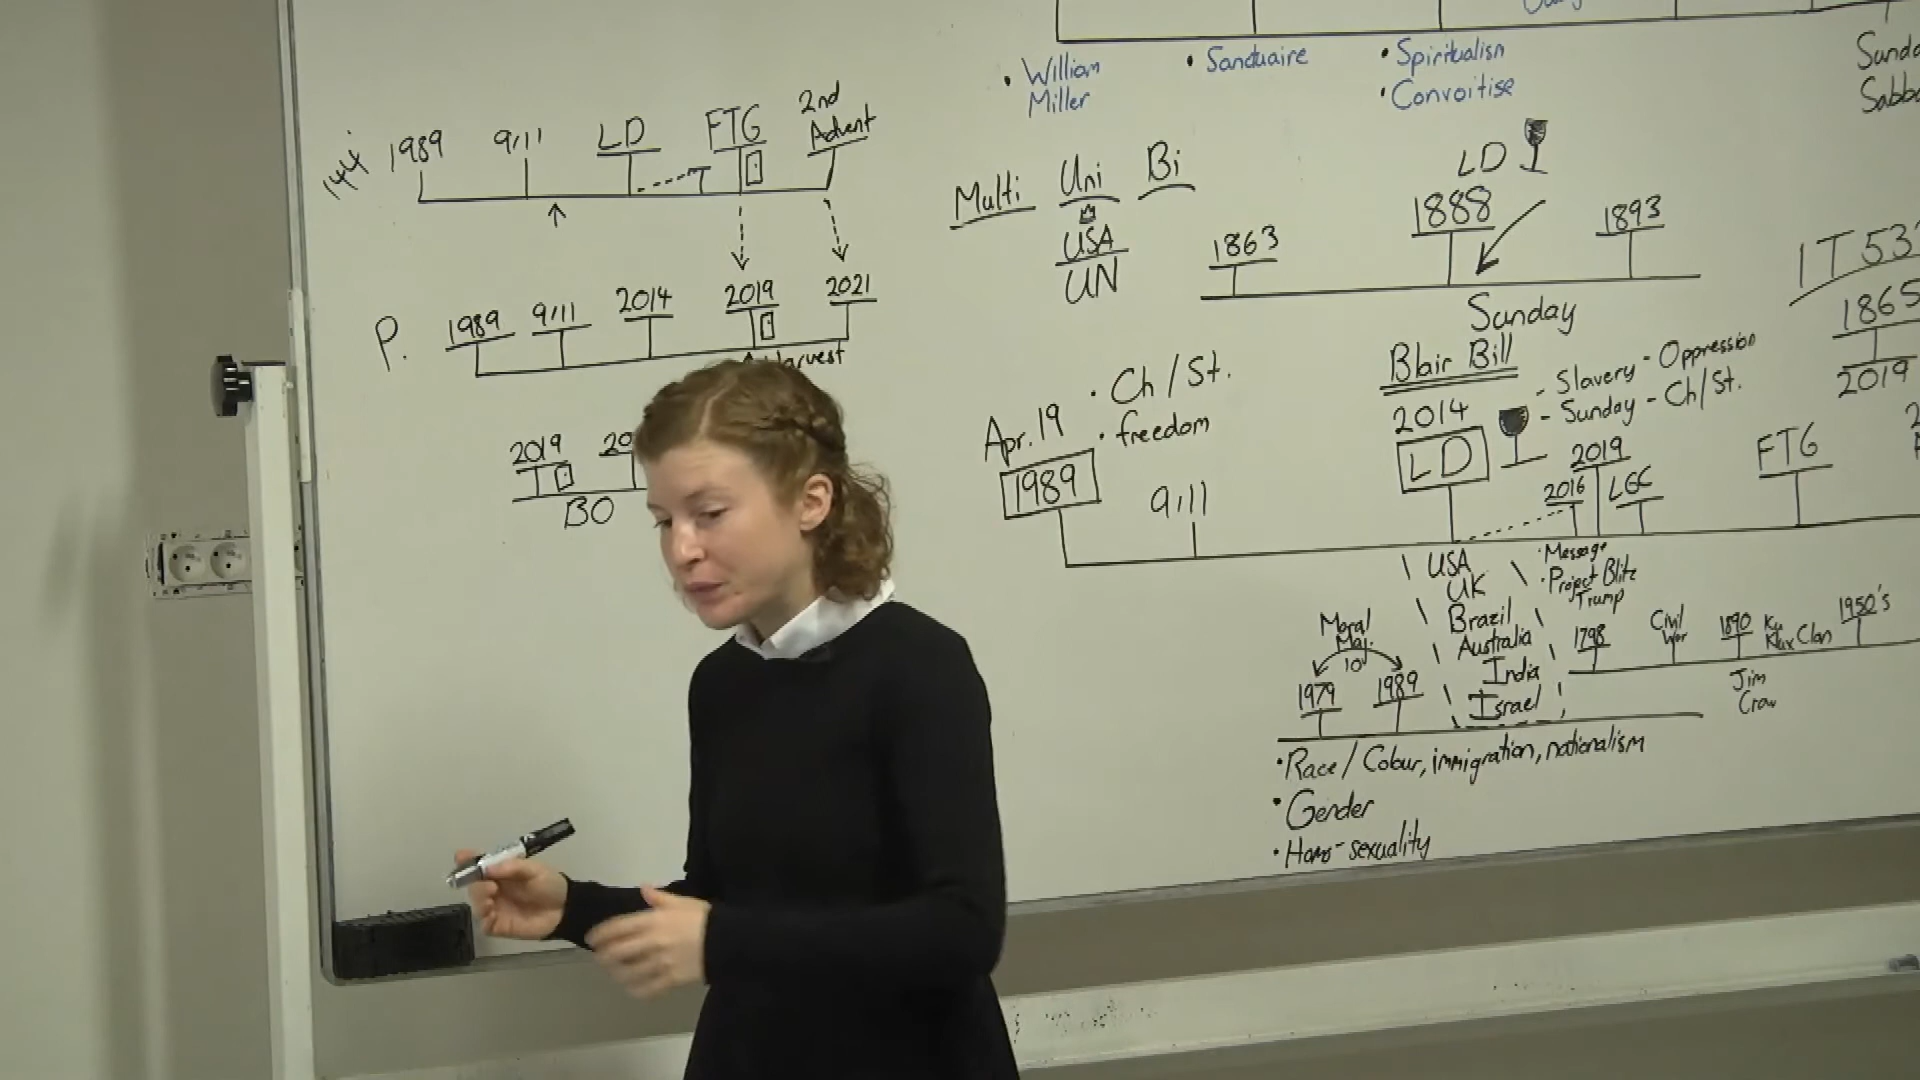 • William
Miller
• Sanctuaire
• Spiritualism
• Convoitise
144
1989
9/11
LD
FTG
2nd
Advent
P.
1989
9/11
2014
2019
2021
Harvest
2019
20
BO
Multi
Uni
Bi
USA
UN
LD
1863
1888
1893
Sunday
Blair Bill
- Slavery - Oppression
- Sunday - Ch/St.
1T 53
1865
2019
Apr. 19
• Ch/St.
• freedom
1989
9/11
2014
LD
2019
2016
LGC
FTG
USA
UK
Brazil
Australia
India
Israel
• Message
• Project Blitz
Trump
Moral
Maj.
10
1979
1989
1798
Civil
War
1890
Ku
Klux Clan
1950's
Jim
Crow
• Race / Colour, immigration, nationalism
• Gender
• Homo-sexuality